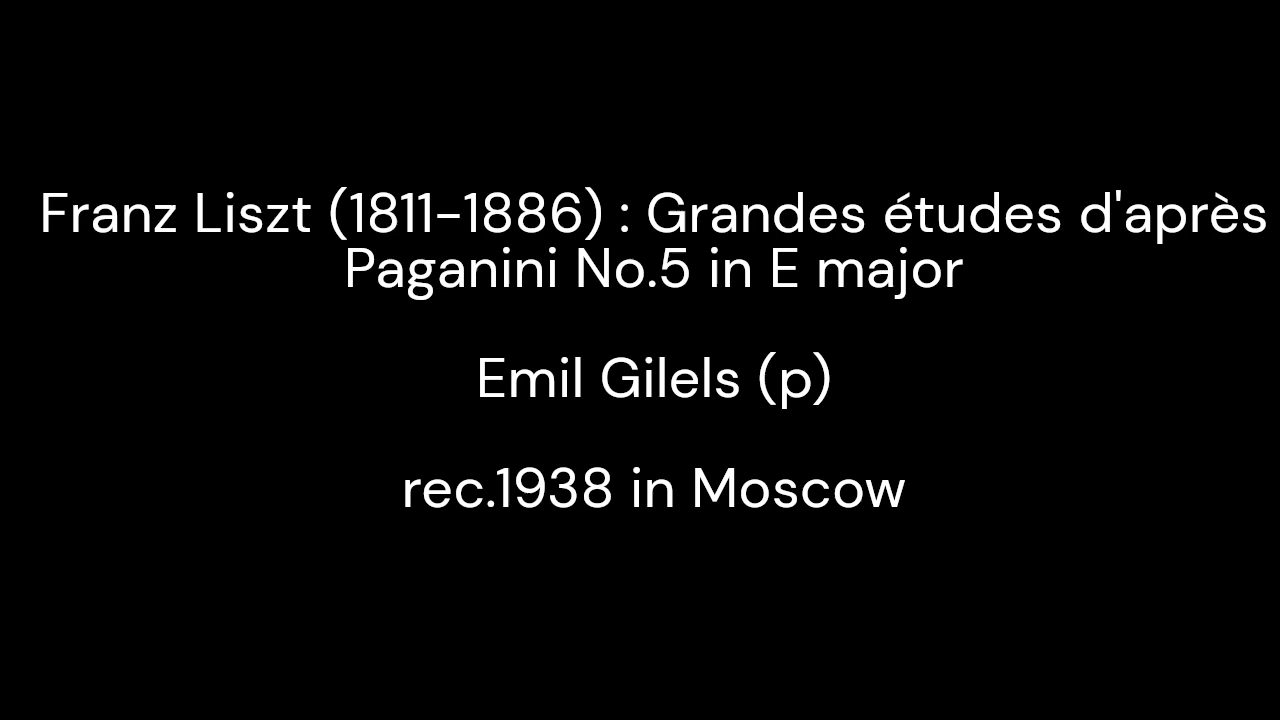 Franz Liszt (1811-1886) : Grandes études d'après
Paganini No.5 in E major
Emil Gilels (p)
rec.1938 in Moscow